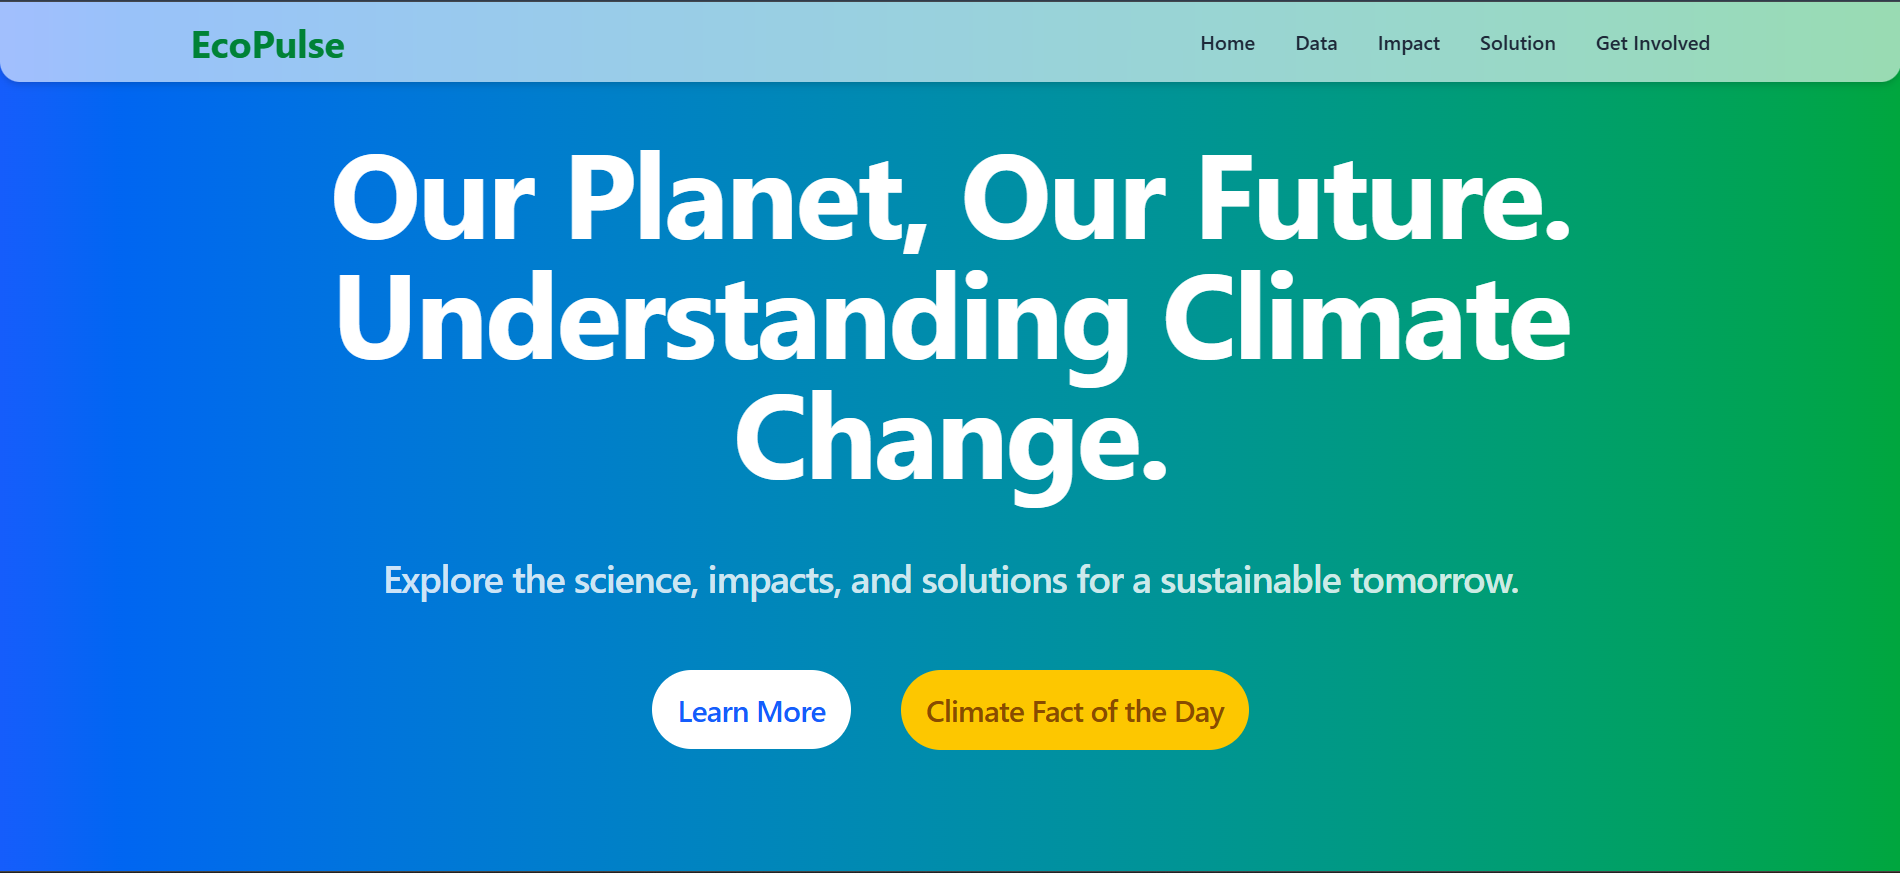 EcoPulse
Home Data Impact Solution Get Involved
Our Planet, Our Future.
Understanding Climate
Change.
Explore the science, impacts, and solutions for a sustainable tomorrow.
Learn More Climate Fact of the Day